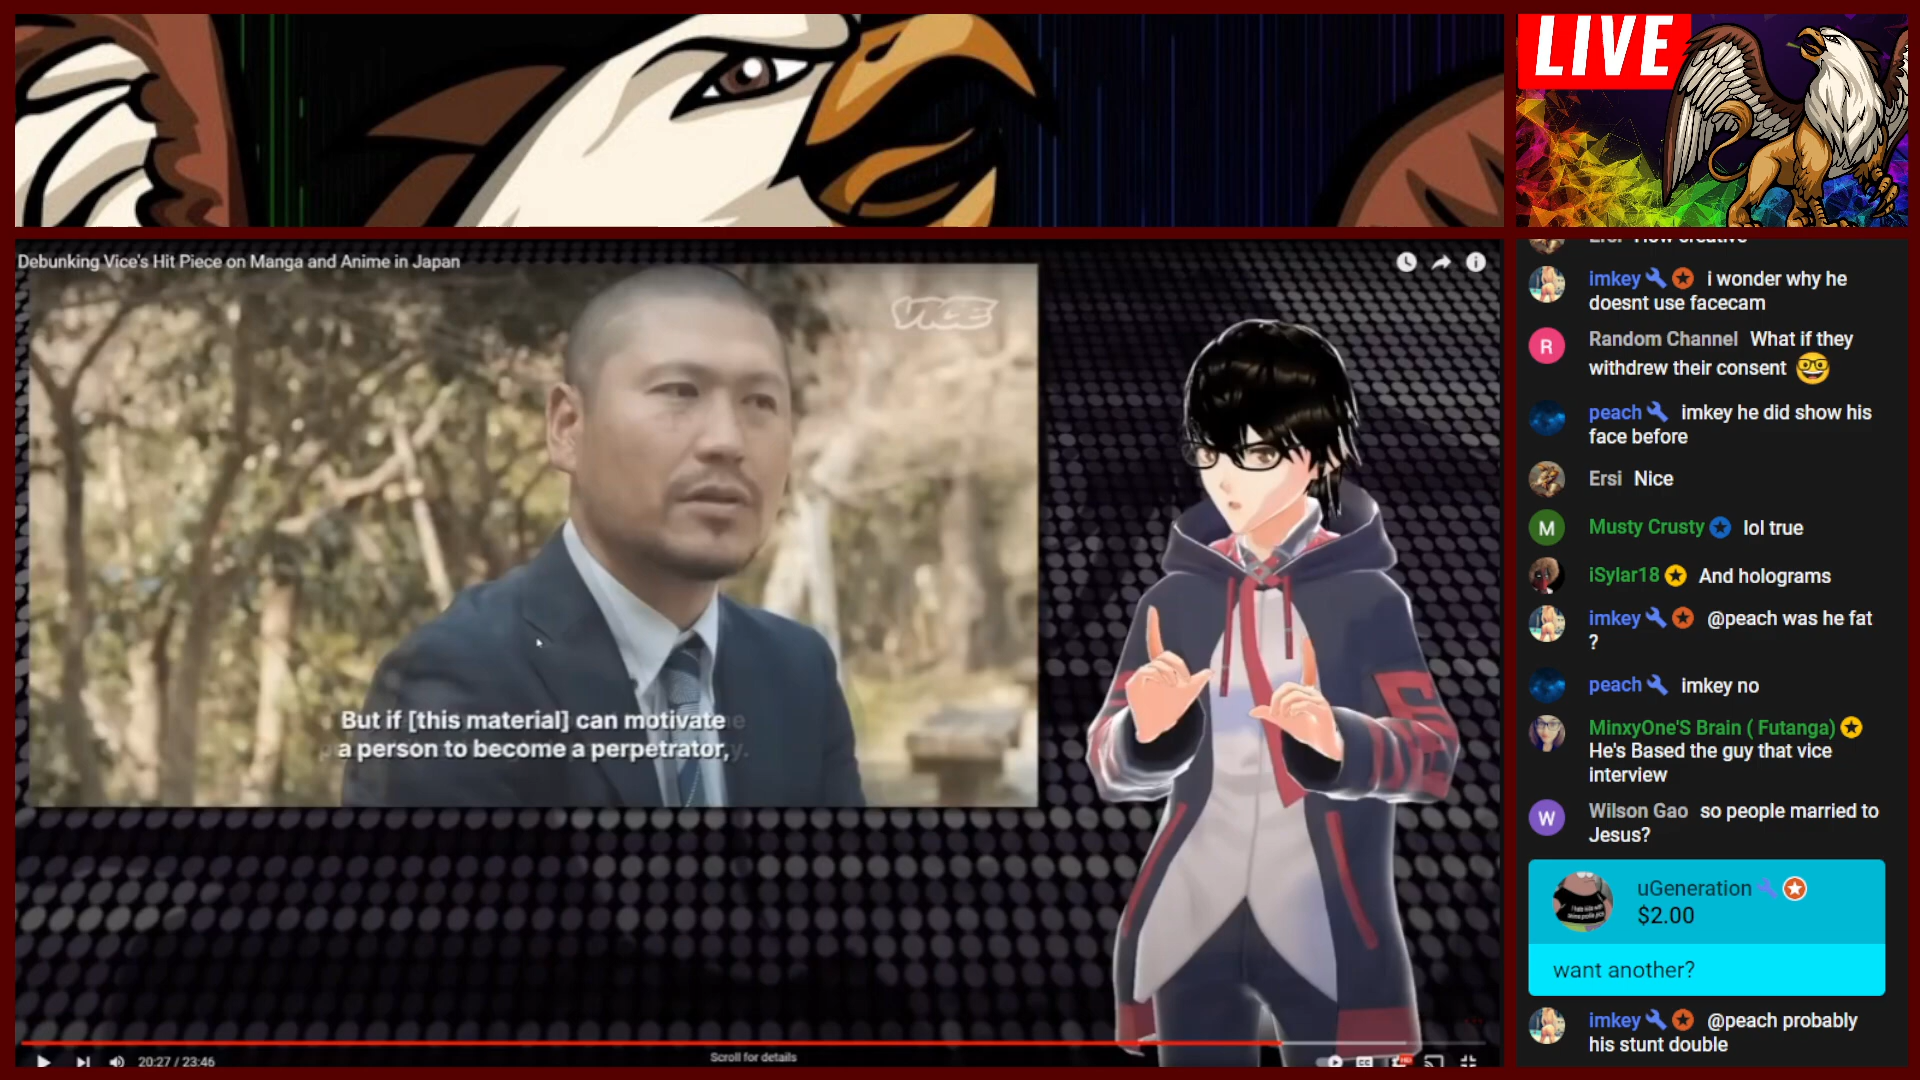 LIVE
Debunking Vice's Hit Piece on Manga and Anime in Japan
VICE
But if [this material] can motivate
a person to become a perpetrator,
20:27 / 23:46
Scroll for details
CC
HD
imkey i wonder why he
doesnt use facecam
R
Random Channel What if they
withdrew their consent
peach imkey he did show his
face before
Ersi Nice
M
Musty Crusty lol true
iSylar18 And holograms
imkey @peach was he fat
?
peach imkey no
MinxyOne'S Brain ( Futanga)
He's Based the guy that vice
interview
W
Wilson Gao so people married to
Jesus?
uGeneration
$2.00
want another?
imkey @peach probably
his stunt double